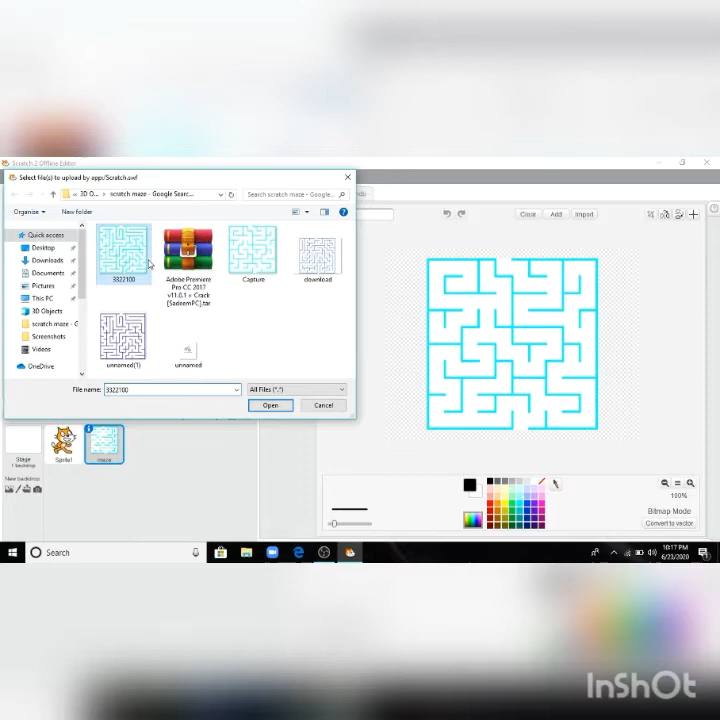 Scratch 2 Offline Editor
Select file(s) to upload by app:/Scratch.swf
« 3D O... › scratch maze - Google Searc...
Search scratch maze - Google...
Organize
New folder
Quick access
Desktop
Downloads
Documents
Pictures
This PC
3D Objects
scratch maze - G
Screenshots
Videos
OneDrive
3322100
Adobe Premiere
Pro CC 2017
v11.0.1 + Crack
[SadeemPC].tar
Capture
download
unnamed(1)
unnamed
File name:
3322100
All Files (*.*)
Open
Cancel
Clear
Add
Import
Stage
1 backdrop
New backdrop
Sprite1
maze
100%
Bitmap Mode
Convert to vector
Search
10:17 PM
6/23/2020
InShOt